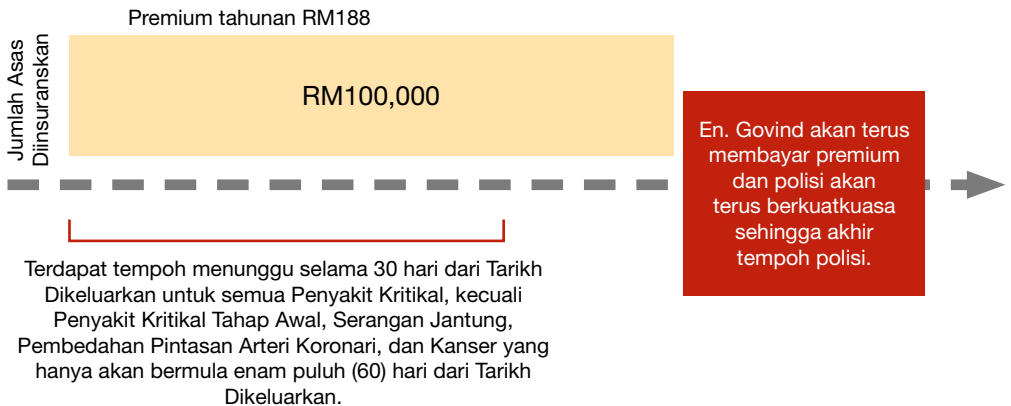 Premium tahunan RM188
Jumlah Asas
Diinsuranskan
RM100,000
En. Govind akan terus
membayar premium
dan polisi akan
terus berkuatkuasa
sehingga akhir
tempoh polisi.
Terdapat tempoh menunggu selama 30 hari dari Tarikh
Dikeluarkan untuk semua Penyakit Kritikal, kecuali
Penyakit Kritikal Tahap Awal, Serangan Jantung,
Pembedahan Pintasan Arteri Koronari, dan Kanser yang
hanya akan bermula enam puluh (60) hari dari Tarikh
Dikeluarkan.